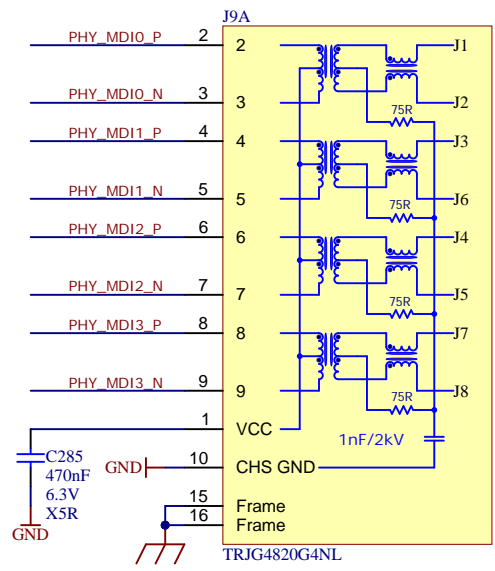 J9A
PHY_MDI0_P 2 2 J1
PHY_MDI0_N 3 3 J2
75R
PHY_MDI1_P 4 4 J3
PHY_MDI1_N 5 5 J6
75R
PHY_MDI2_P 6 6 J4
PHY_MDI2_N 7 7 J5
75R
PHY_MDI3_P 8 8 J7
PHY_MDI3_N 9 9 J8
75R
1 VCC
1nF/2kV
C285
470nF
6.3V
X5R
GND
GND 10 CHS GND
15 Frame
16 Frame
TRJG4820G4NL